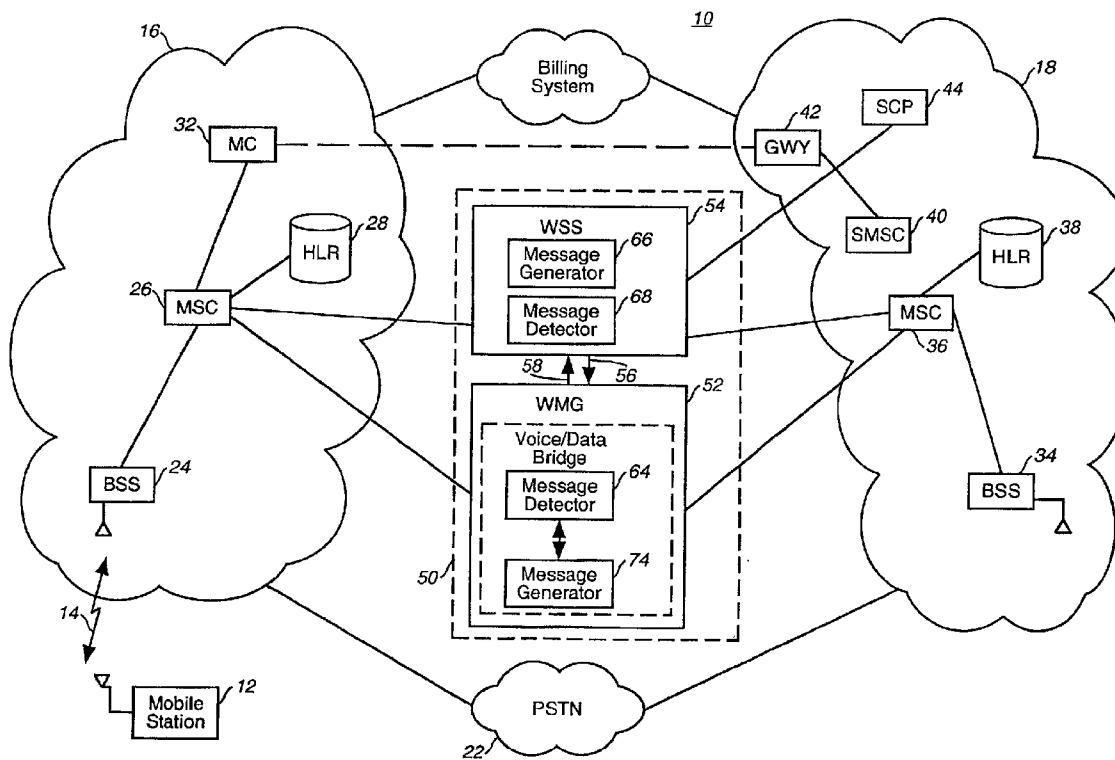 10
16
Billing
System
18
SCP
44
32
MC
42
GWY
54
WSS
28
HLR
66
Message
Generator
SMSC
40
38
HLR
26
MSC
68
Message
Detector
MSC
36
58
56
52
WMG
Voice/Data
Bridge
24
BSS
64
Message
Detector
34
BSS
50
74
Message
Generator
14
12
Mobile
Station
PSTN
22